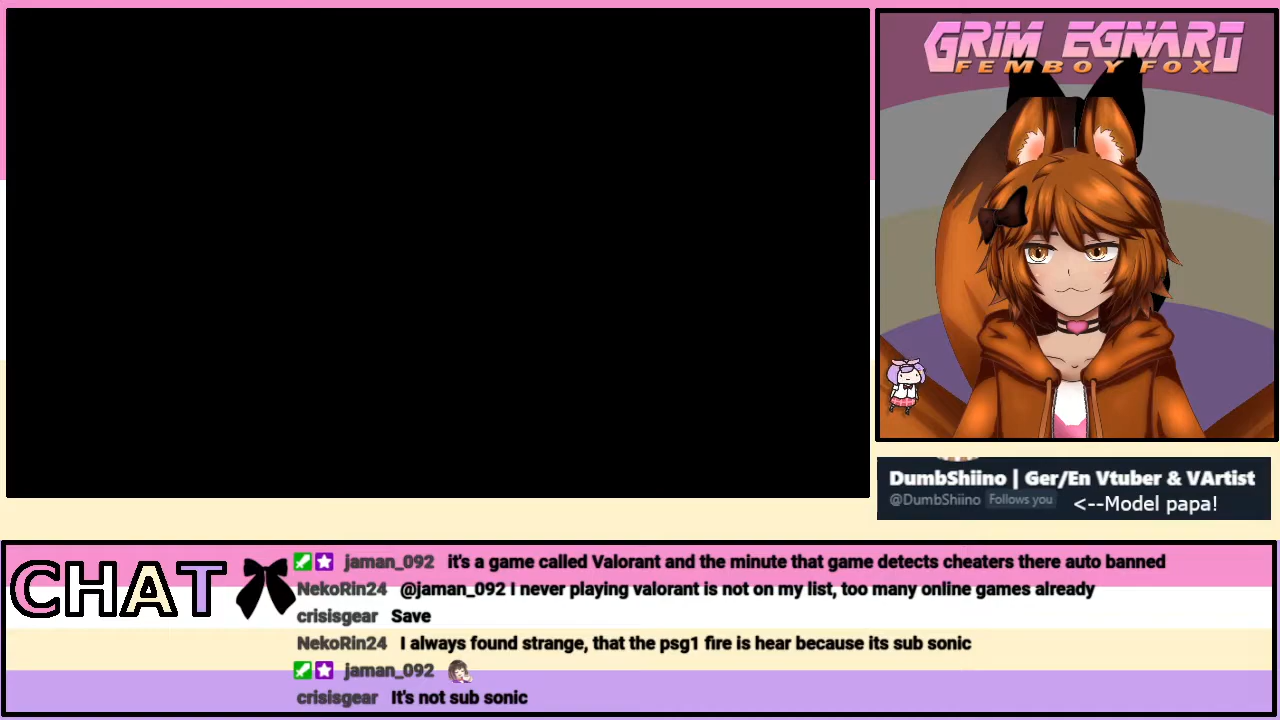 GRIM EGNART
FEMBOY FOX
DumbShiino | Ger/En Vtuber & VArtist
@DumbShiino Follows you <--Model papa!
CHAT
jaman_092 it's a game called Valorant and the minute that game detects cheaters there auto banned
NekoRin24 @jaman_092 I never playing valorant is not on my list, too many online games already
crisisgear Save
NekoRin24 I always found strange, that the psg1 fire is hear because its sub sonic
jaman_092
crisisgear It's not sub sonic